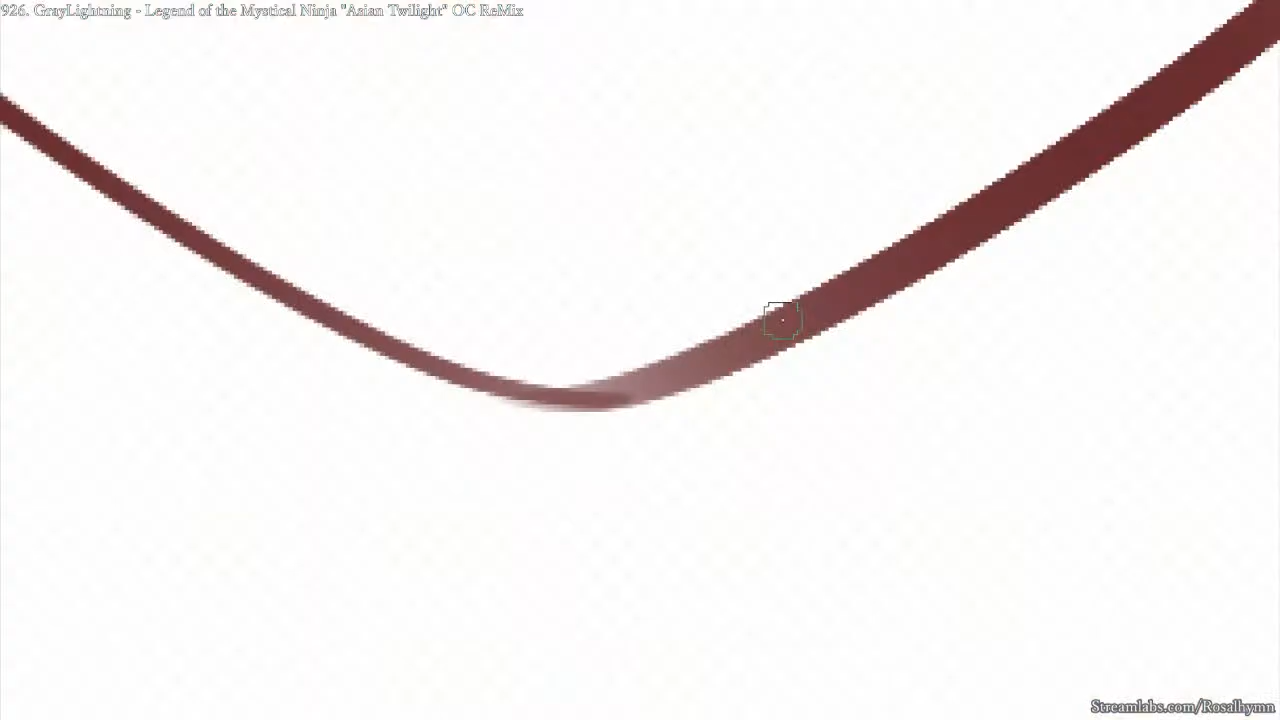 926. GrayLightning - Legend of the Mystical Ninja "Asian Twilight" OC ReMix
Streamlabs.com/Rosalhymn